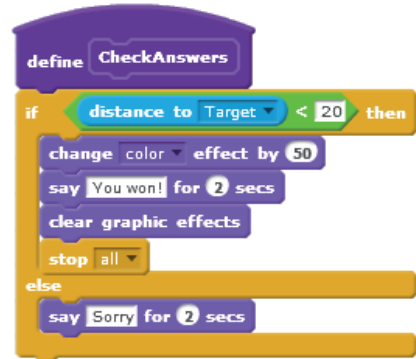 define CheckAnswers
if distance to Target < 20 then
change color effect by 50
say You won! for 2 secs
clear graphic effects
stop all
else
say Sorry for 2 secs